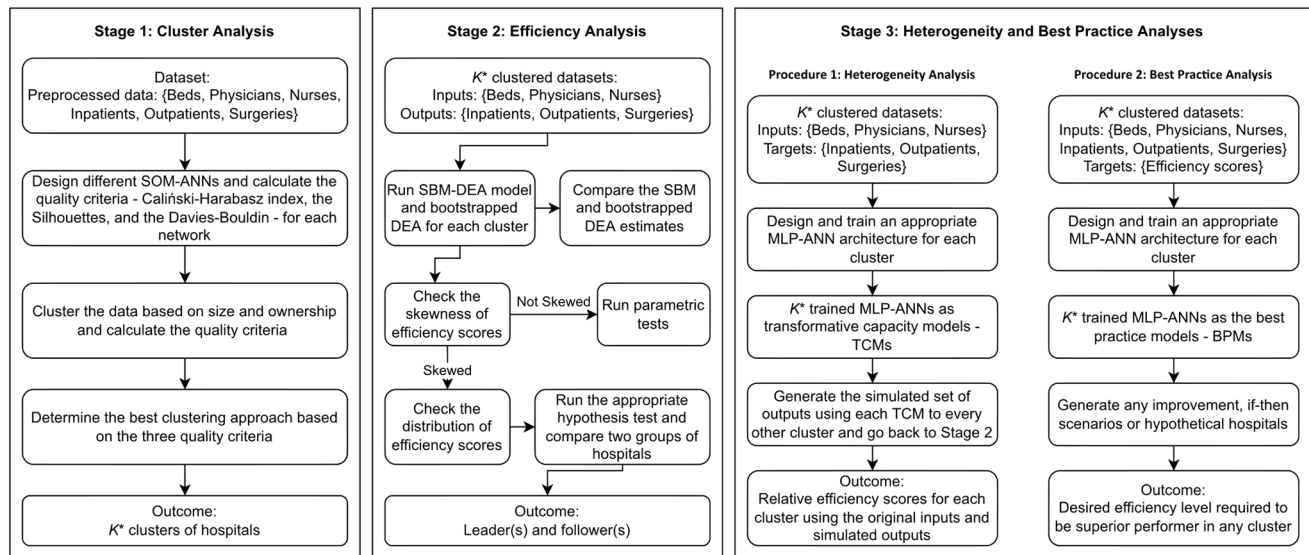 Stage 1: Cluster Analysis
Dataset:
Preprocessed data: {Beds, Physicians, Nurses,
Inpatients, Outpatients, Surgeries}
Design different SOM-ANNs and calculate the
quality criteria - Caliński-Harabasz index, the
Silhouettes, and the Davies-Bouldin - for each
network
Cluster the data based on size and ownership
and calculate the quality criteria
Determine the best clustering approach based
on the three quality criteria
Outcome:
K* clusters of hospitals
Stage 2: Efficiency Analysis
K* clustered datasets:
Inputs: {Beds, Physicians, Nurses}
Outputs: {Inpatients, Outpatients, Surgeries}
Run SBM-DEA model
and bootstrapped
DEA for each cluster
Compare the SBM
and bootstrapped
DEA estimates
Check the
skewness of
efficiency scores
Not Skewed
Run parametric
tests
Skewed
Check the
distribution of
efficiency scores
Run the appropriate
hypothesis test and
compare two groups of
hospitals
Outcome:
Leader(s) and follower(s)
Stage 3: Heterogeneity and Best Practice Analyses
Procedure 1: Heterogeneity Analysis
K* clustered datasets:
Inputs: {Beds, Physicians, Nurses}
Targets: {Inpatients, Outpatients,
Surgeries}
Design and train an appropriate
MLP-ANN architecture for each
cluster
K* trained MLP-ANNs as
transformative capacity models -
TCMs
Generate the simulated set of
outputs using each TCM to every
other cluster and go back to Stage 2
Outcome:
Relative efficiency scores for each
cluster using the original inputs and
simulated outputs
Procedure 2: Best Practice Analysis
K* clustered datasets:
Inputs: {Beds, Physicians, Nurses,
Inpatients, Outpatients, Surgeries}
Targets: {Efficiency scores}
Design and train an appropriate
MLP-ANN architecture for each
cluster
K* trained MLP-ANNs as the best
practice models - BPMs
Generate any improvement, if-then
scenarios or hypothetical hospitals
Outcome:
Desired efficiency level required to
be superior performer in any cluster